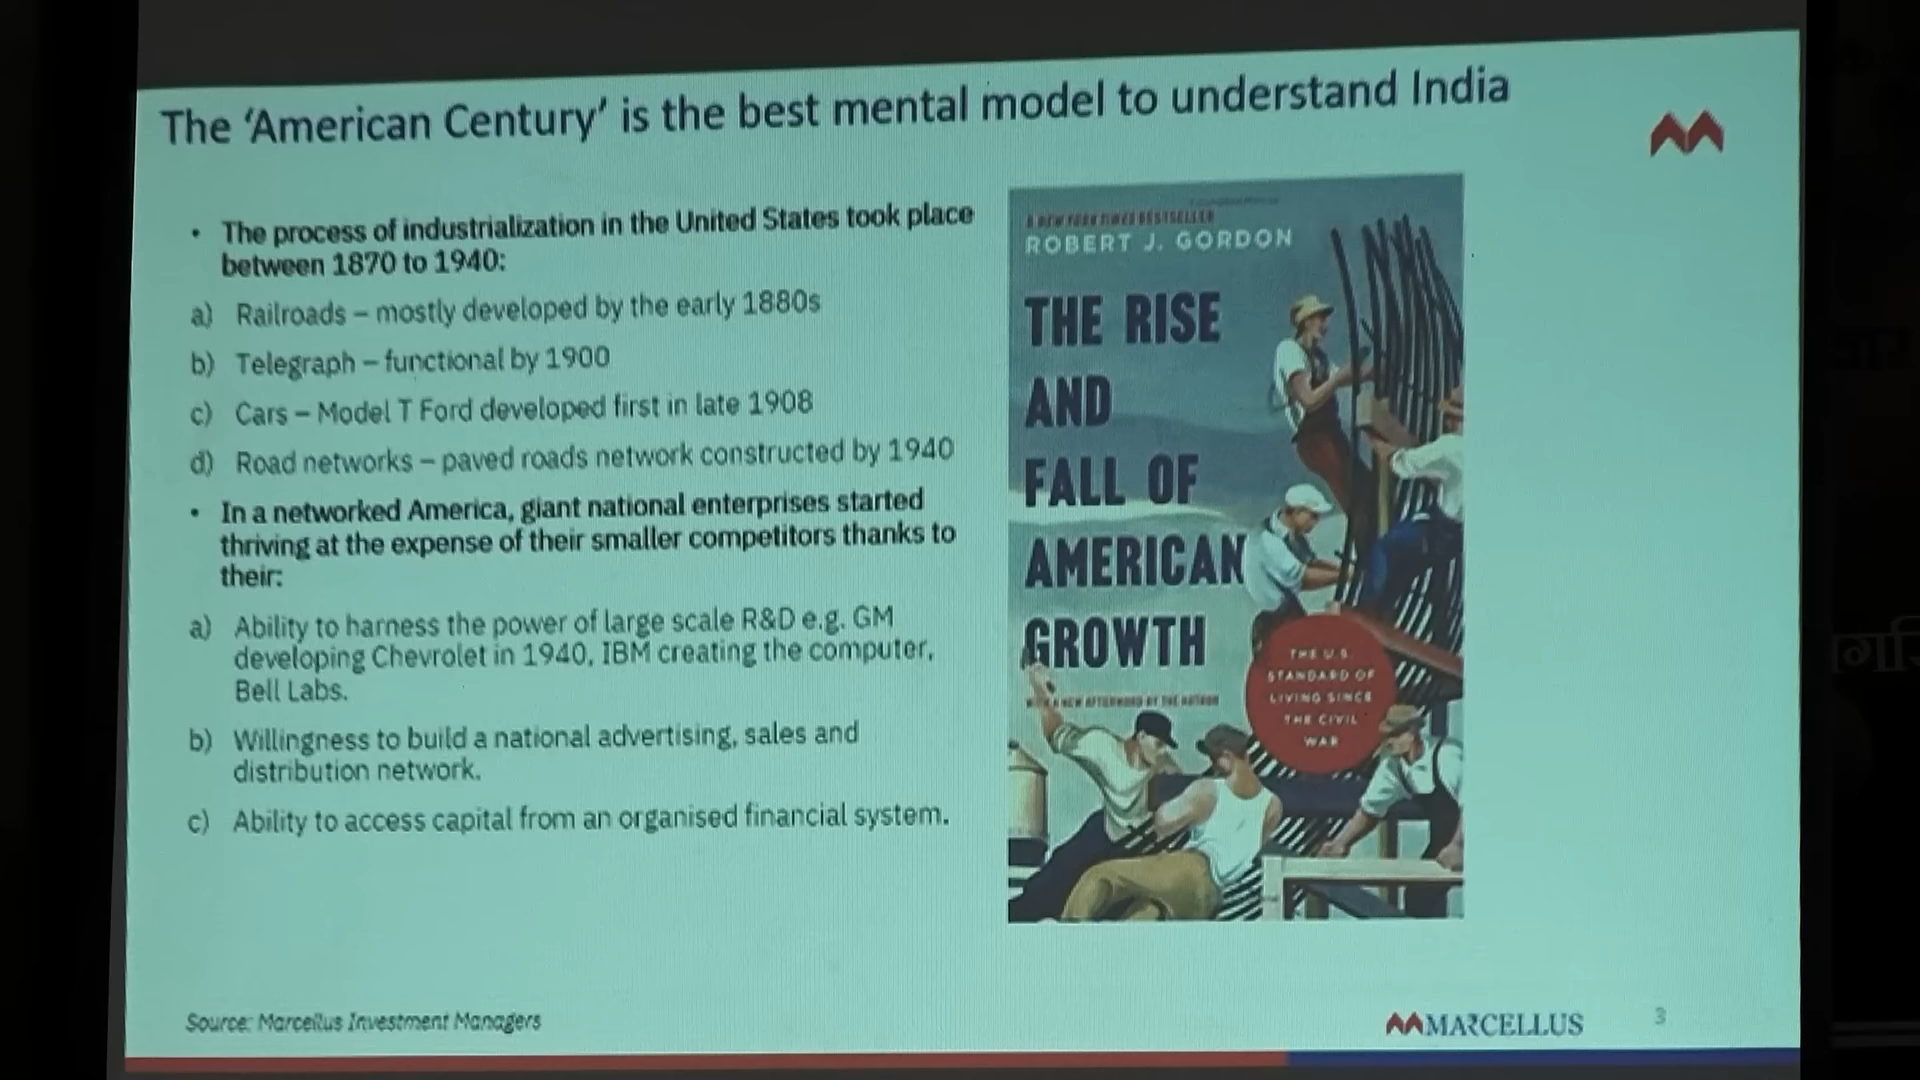 The ‘American Century’ is the best mental model to understand India
• The process of industrialization in the United States took place
between 1870 to 1940:
a) Railroads – mostly developed by the early 1880s
b) Telegraph – functional by 1900
c) Cars – Model T Ford developed first in late 1908
d) Road networks – paved roads network constructed by 1940
• In a networked America, giant national enterprises started
thriving at the expense of their smaller competitors thanks to
their:
a) Ability to harness the power of large scale R&D e.g. GM
developing Chevrolet in 1940, IBM creating the computer,
Bell Labs.
b) Willingness to build a national advertising, sales and
distribution network.
c) Ability to access capital from an organised financial system.
A NEW YORK TIMES BESTSELLER
ROBERT J. GORDON
THE RISE
AND
FALL OF
AMERICAN
GROWTH
THE U.S.
STANDARD OF
LIVING SINCE
THE CIVIL
WAR
WITH A NEW AFTERWORD BY THE AUTHOR
Source: Marcellus Investment Managers
MARCELLUS
3